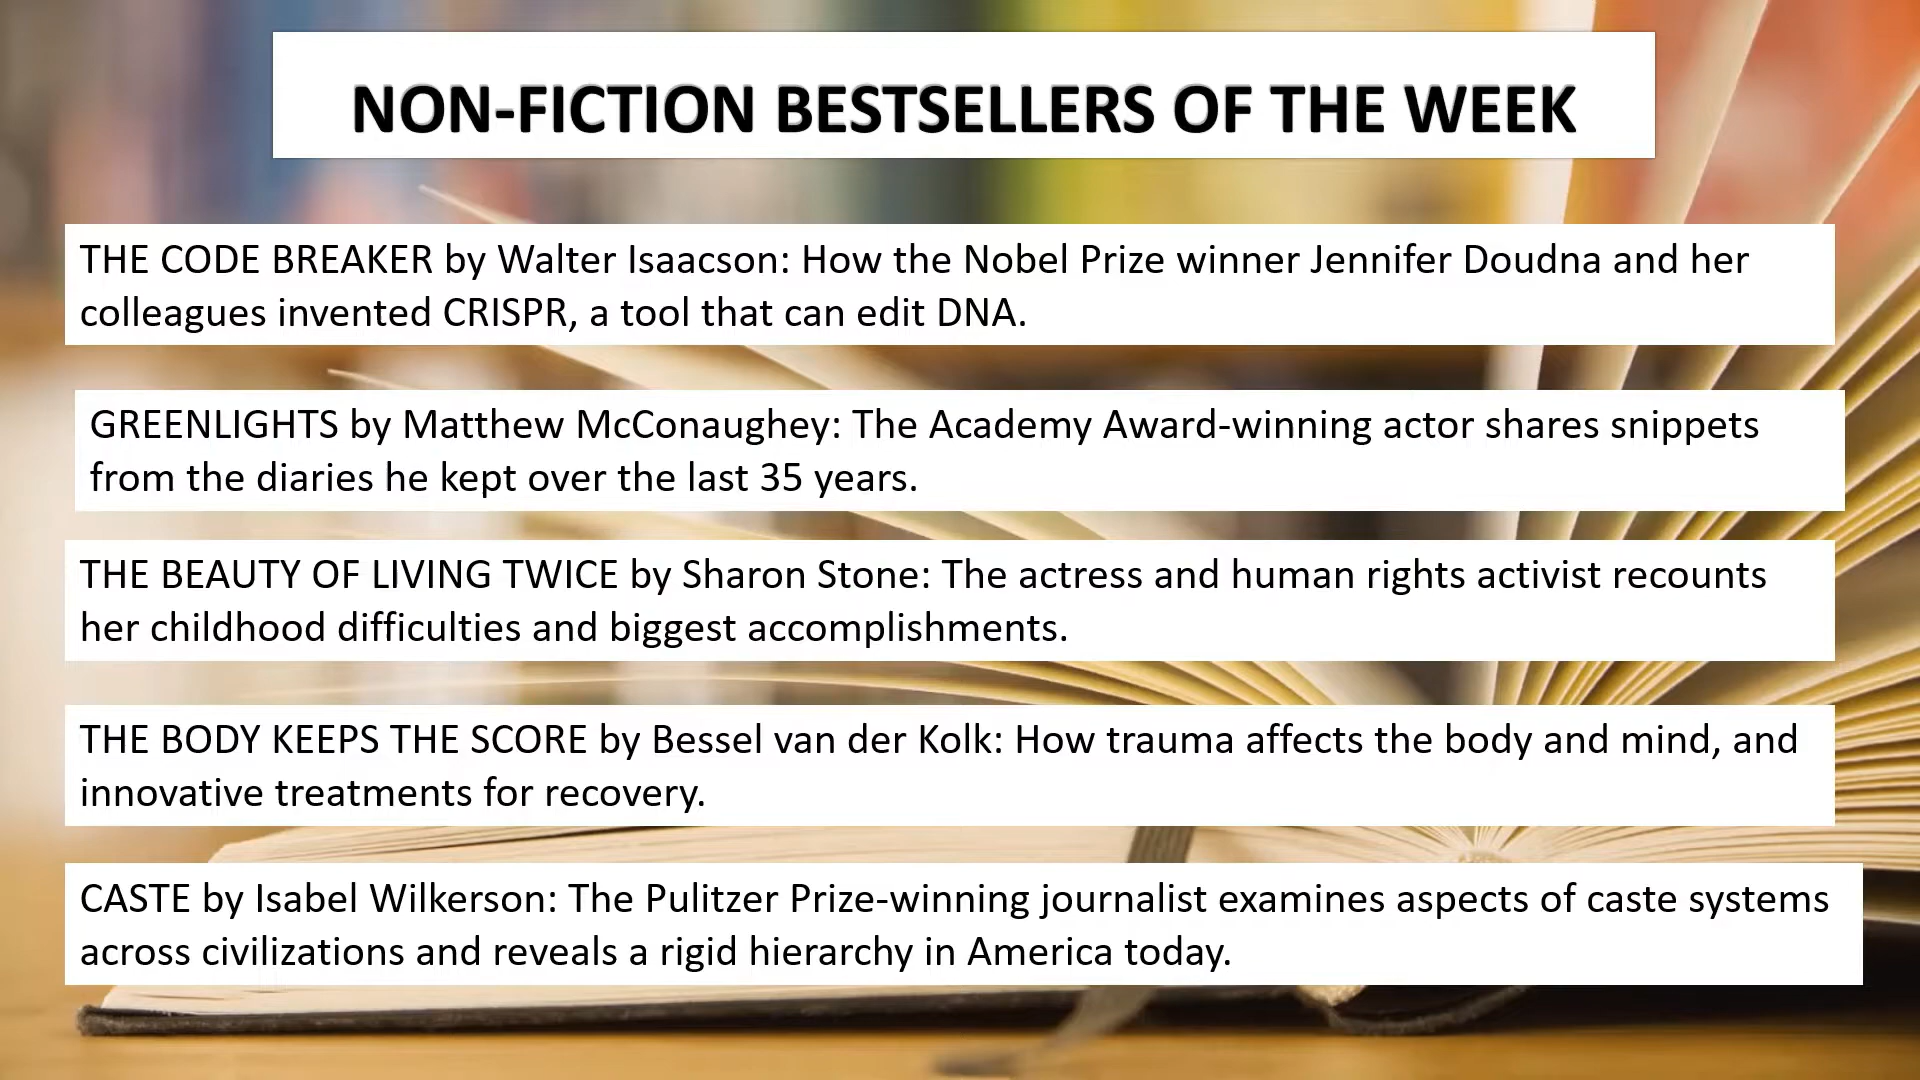 NON-FICTION BESTSELLERS OF THE WEEK
THE CODE BREAKER by Walter Isaacson: How the Nobel Prize winner Jennifer Doudna and her
colleagues invented CRISPR, a tool that can edit DNA.
GREENLIGHTS by Matthew McConaughey: The Academy Award-winning actor shares snippets
from the diaries he kept over the last 35 years.
THE BEAUTY OF LIVING TWICE by Sharon Stone: The actress and human rights activist recounts
her childhood difficulties and biggest accomplishments.
THE BODY KEEPS THE SCORE by Bessel van der Kolk: How trauma affects the body and mind, and
innovative treatments for recovery.
CASTE by Isabel Wilkerson: The Pulitzer Prize-winning journalist examines aspects of caste systems
across civilizations and reveals a rigid hierarchy in America today.